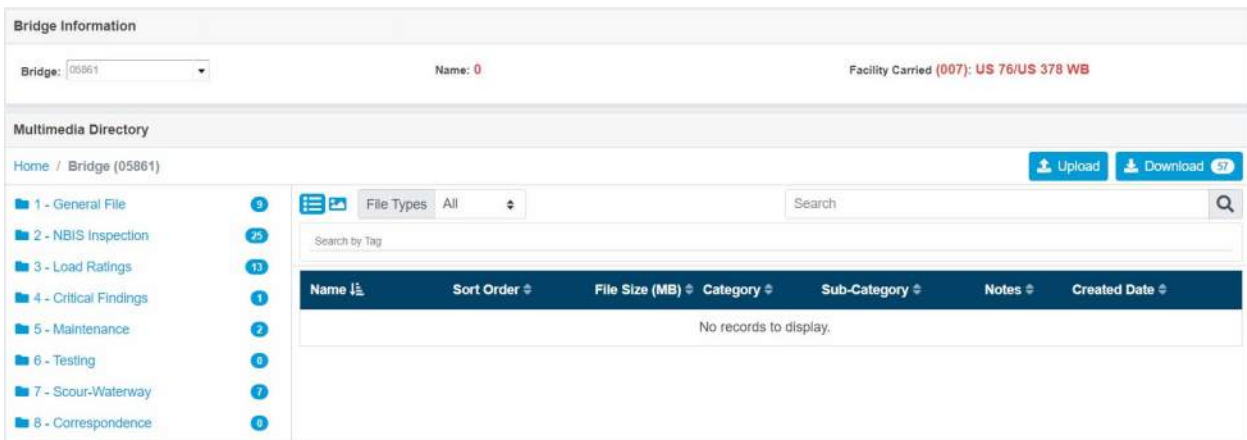 Bridge Information
Bridge: 05861 Name: 0 Facility Carried (007): US 76/US 378 WB
Multimedia Directory
Home / Bridge (05861) Upload Download 57
1 - General File 9
2 - NBIS Inspection 25
3 - Load Ratings 13
4 - Critical Findings 1
5 - Maintenance 2
6 - Testing 0
7 - Scour-Waterway 7
8 - Correspondence 0
File Types All Search
Search by Tag
Name Sort Order File Size (MB) Category Sub-Category Notes Created Date
No records to display.